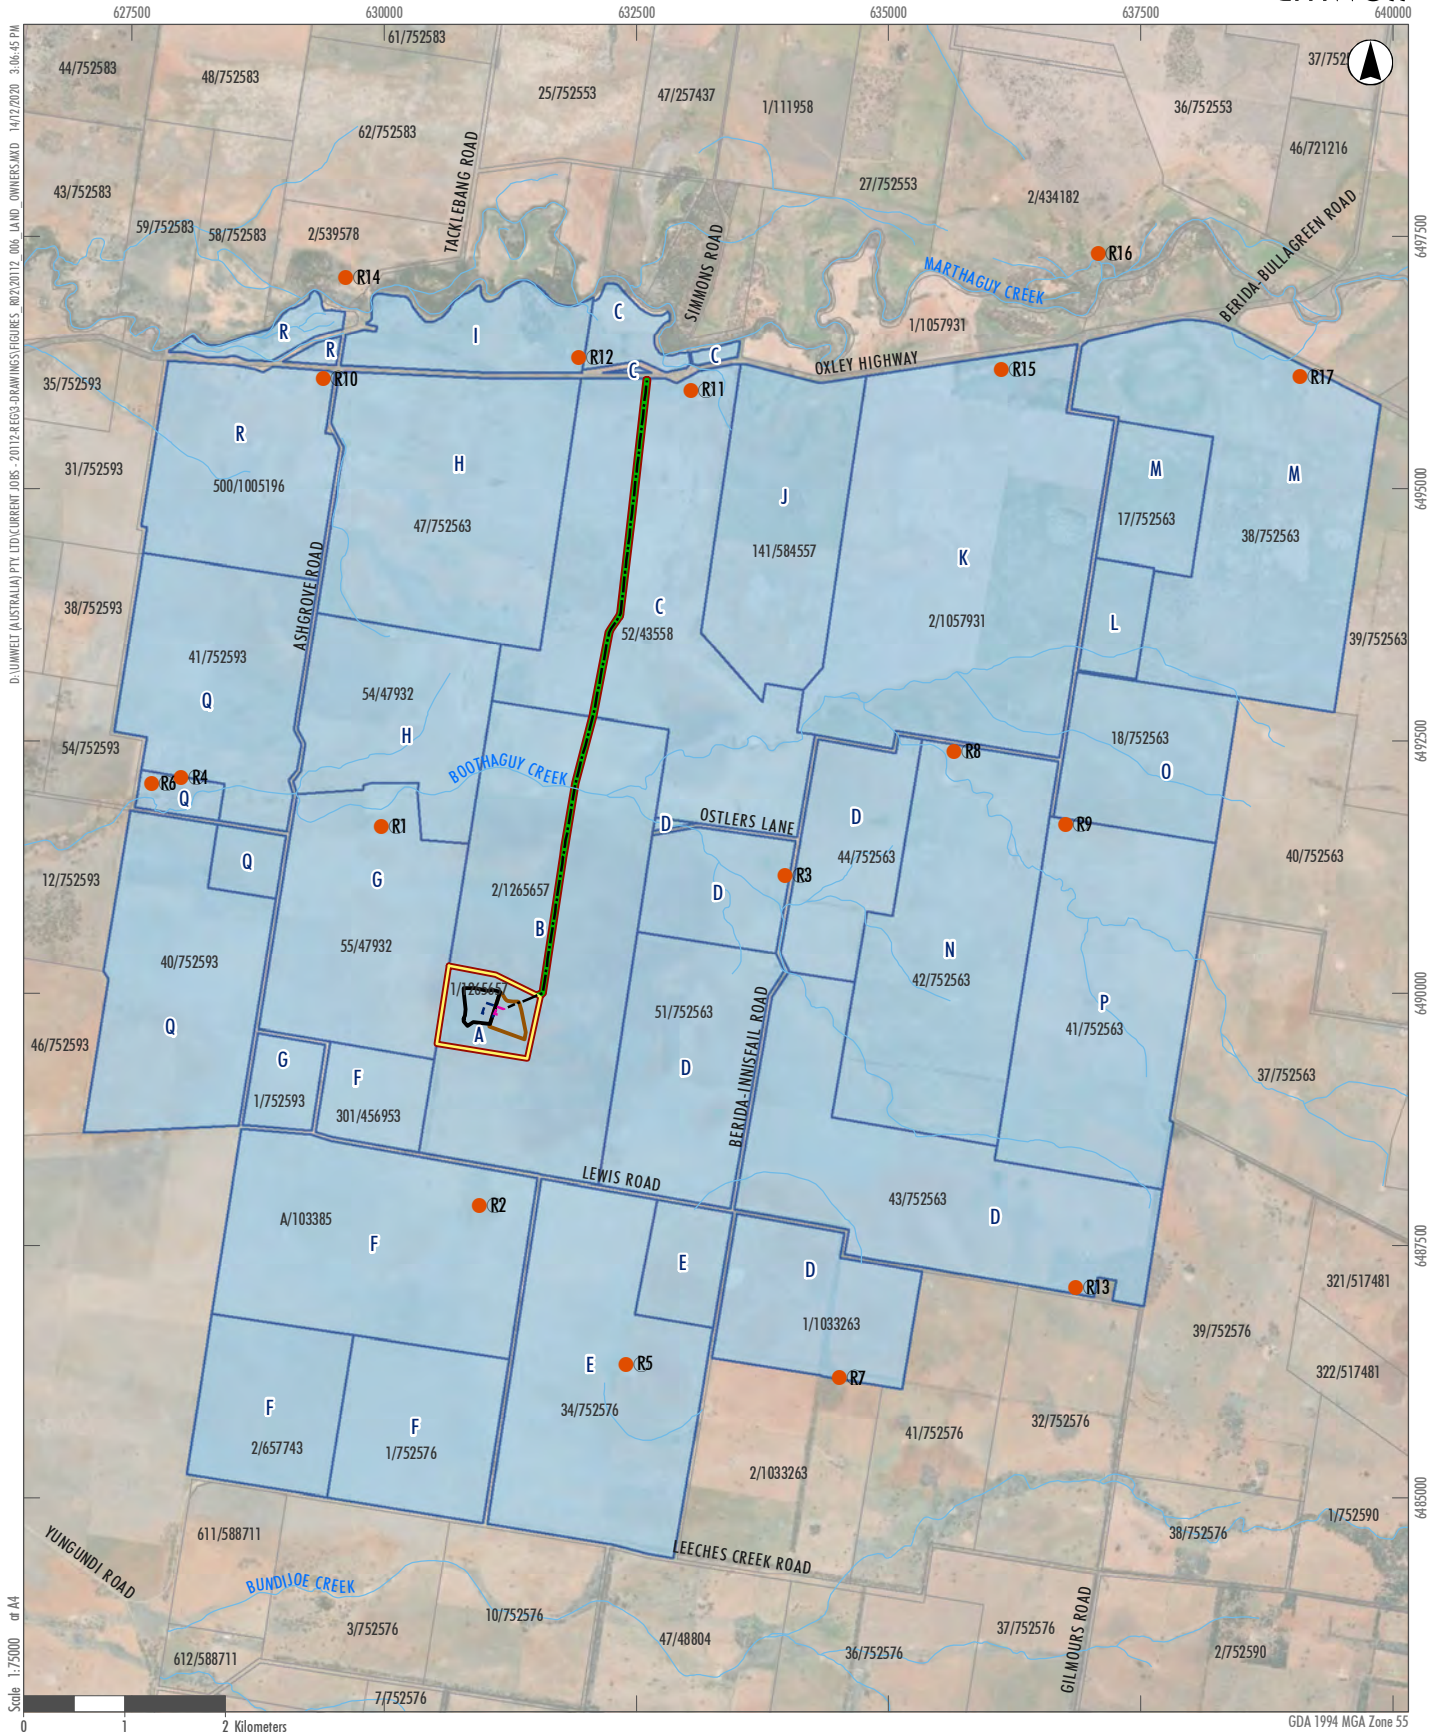 627500
630000
632500
635000
637500
640000
61/752583
44/752583
48/752583
25/752553
47/257437
1/111958
36/752553
62/752583
46/721216
43/752583
TACKLEBANG ROAD
27/752553
2/434182
59/752583
58/752583
2/539578
SIMMONS ROAD
BERIDA-BULLAGREEN ROAD
6497500
R16
R14
MARTHAGUY CREEK
R
R
I
C
1/1057931
C
C
R12
OXLEY HIGHWAY
R15
R17
35/752593
R10
R11
R
H
M
M
31/752593
500/1005196
J
6495000
47/752563
17/752563
38/752563
141/584557
K
ASHGROVE ROAD
38/752593
C
52/43558
2/1057931
L
39/752563
41/752593
Q
54/47932
H
54/752593
18/752563
6492500
R8
O
BOOTHAGUY CREEK
R6
R4
Q
R1
D
OSTLERS LANE
D
R9
44/752563
40/752563
12/752593
Q
G
2/1265657
D
R3
B
55/47932
N
40/752593
42/752563
1/1265657
6490000
P
Q
51/752563
41/752563
A
BERIDA-INNISFAIL ROAD
46/752593
G
F
D
37/752563
1/752593
301/456953
LEWIS ROAD
43/752563
R2
A/103385
D
F
E
D
6487500
R13
321/517481
1/1033263
39/752576
E
R5
R7
322/517481
F
34/752576
F
32/752576
2/657743
1/752576
41/752576
2/1033263
6485000
1/752590
611/588711
38/752576
YUNGUNDI ROAD
LEECHES CREEK ROAD
BUNDIJOE CREEK
10/752576
3/752576
37/752576
47/48804
GILMOURS ROAD
612/588711
36/752576
2/752590
7/752576
Scale 1:75000 at A4
0 1 2 Kilometers
GDA 1994 MGA Zone 55